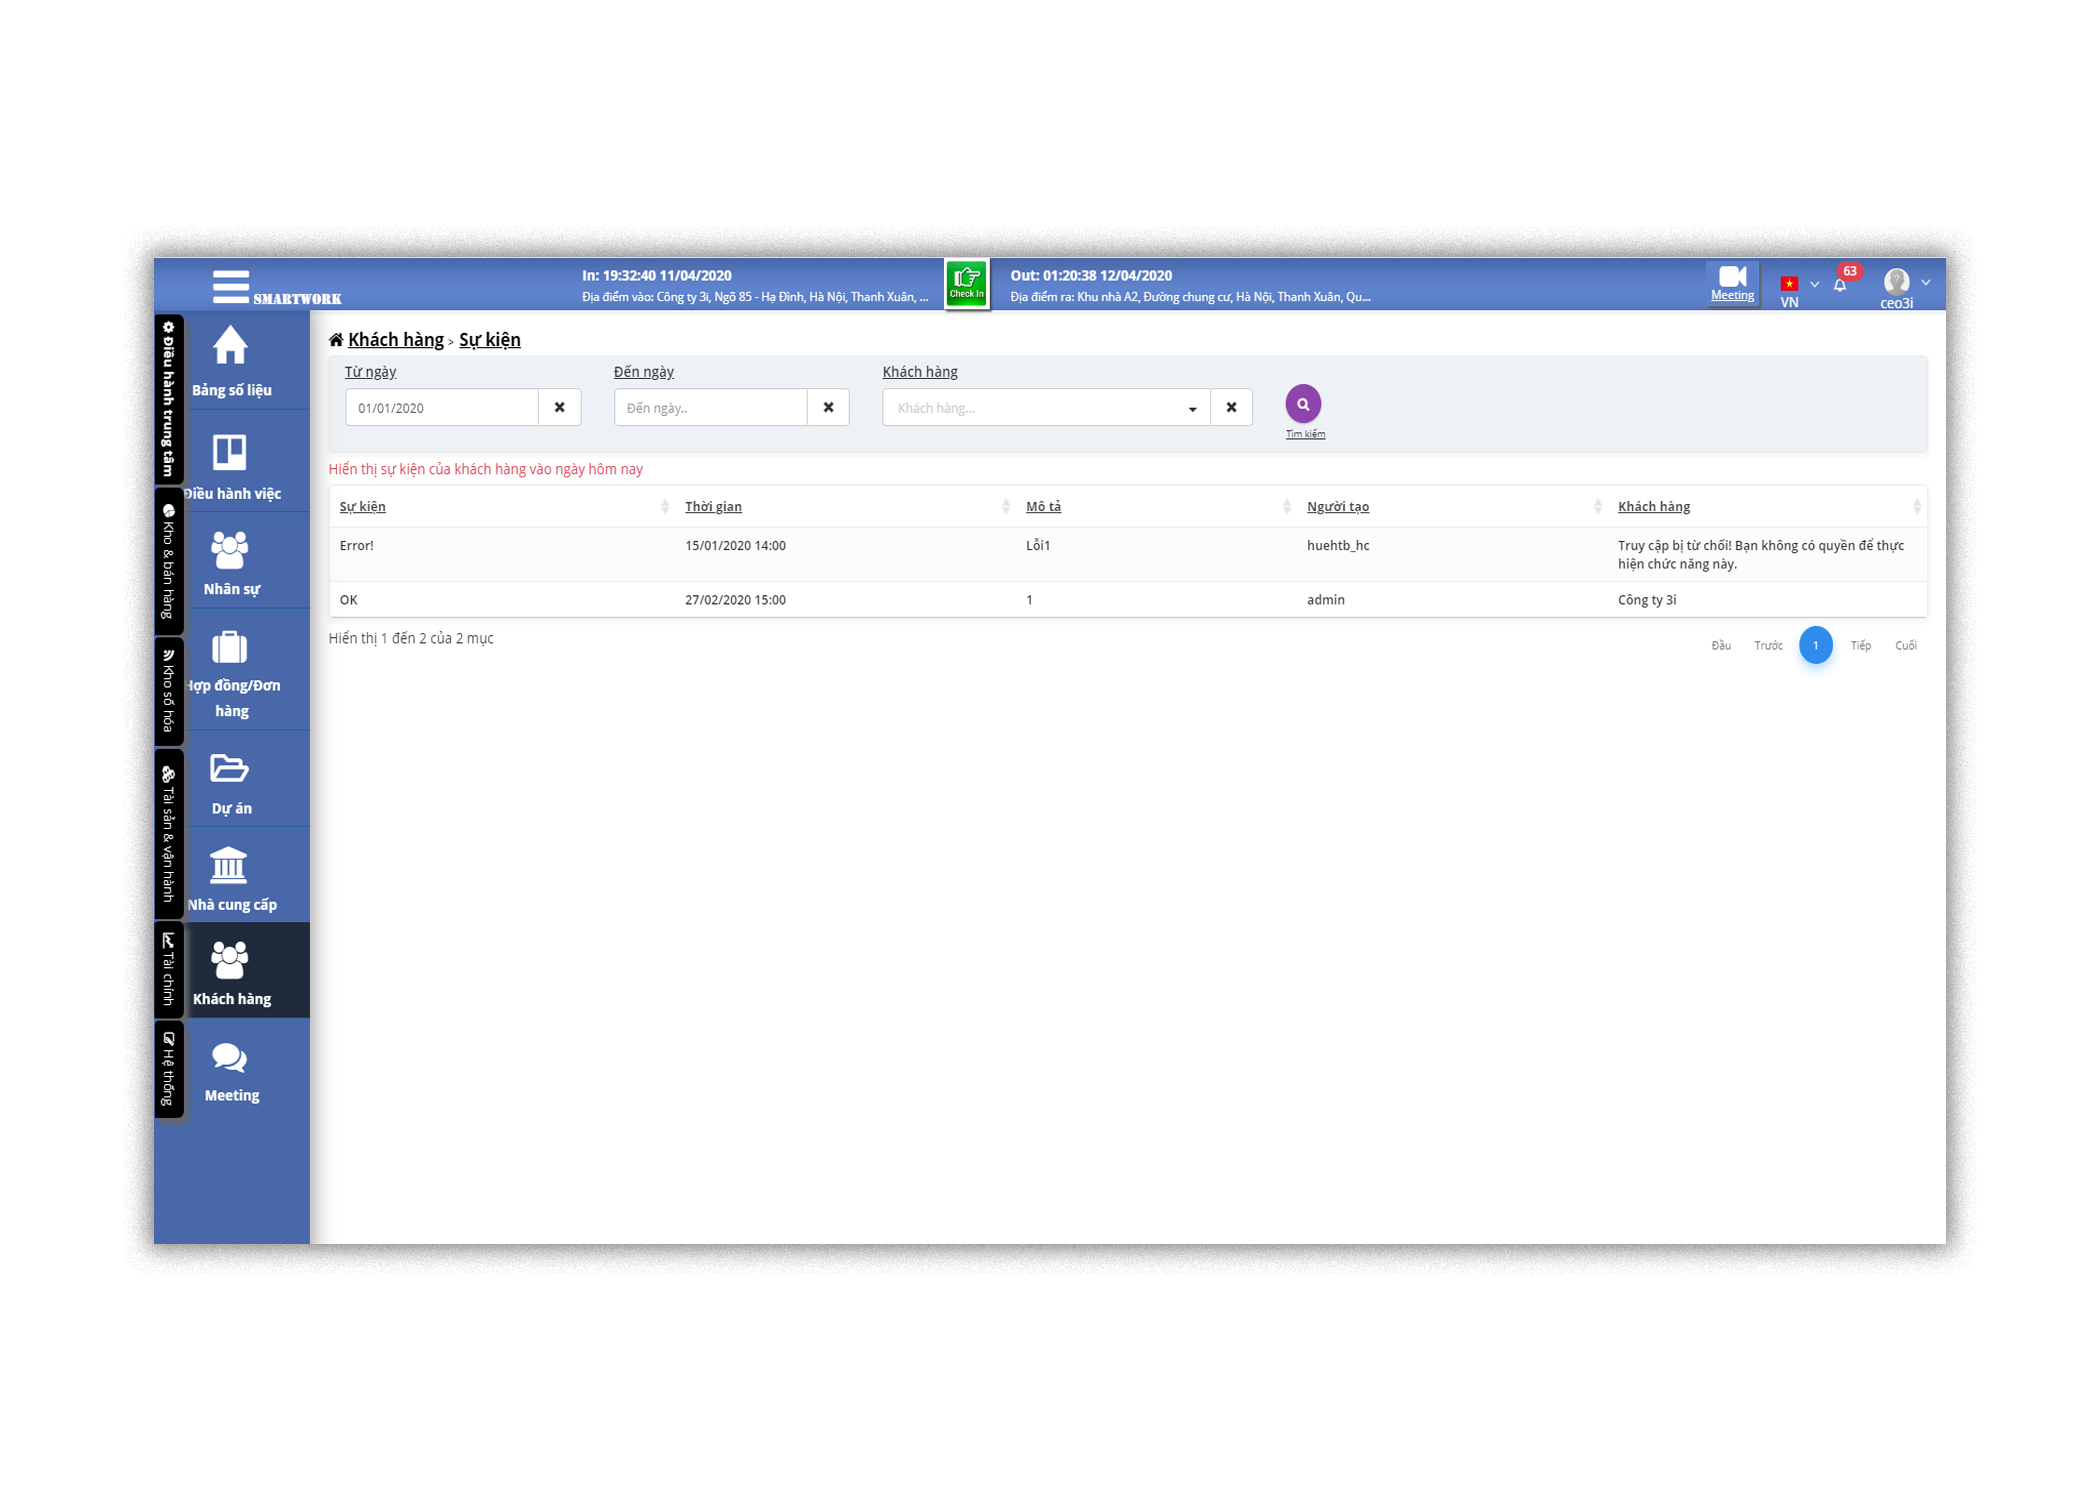 SMARTWORK
In: 19:32:40 11/04/2020
Địa điểm vào: Công ty 3i, Ngõ 85 - Hạ Đình, Hà Nội, Thanh Xuân, ...
Check In
Out: 01:20:38 12/04/2020
Địa điểm ra: Khu nhà A2, Đường chung cư, Hà Nội, Thanh Xuân, Qu...
Meeting
VN
63
ceo3i
Điều hành trung tâm
Kho & bán hàng
Kho số hóa
Tài sản & vận hành
Tài chính
Hệ thống
Bảng số liệu
Điều hành việc
Nhân sự
Hợp đồng/Đơn
hàng
Dự án
Nhà cung cấp
Khách hàng
Meeting
Khách hàng > Sự kiện
Từ ngày Đến ngày Khách hàng
01/01/2020 Đến ngày.. Khách hàng...
Tìm kiếm
Hiển thị sự kiện của khách hàng vào ngày hôm nay
Sự kiện Thời gian Mô tả Người tạo Khách hàng
Error! 15/01/2020 14:00 Lỗi1 huehtb_hc Truy cập bị từ chối! Bạn không có quyền để thực
hiện chức năng này.
OK 27/02/2020 15:00 1 admin Công ty 3i
Hiển thị 1 đến 2 của 2 mục
Đầu Trước 1 Tiếp Cuối